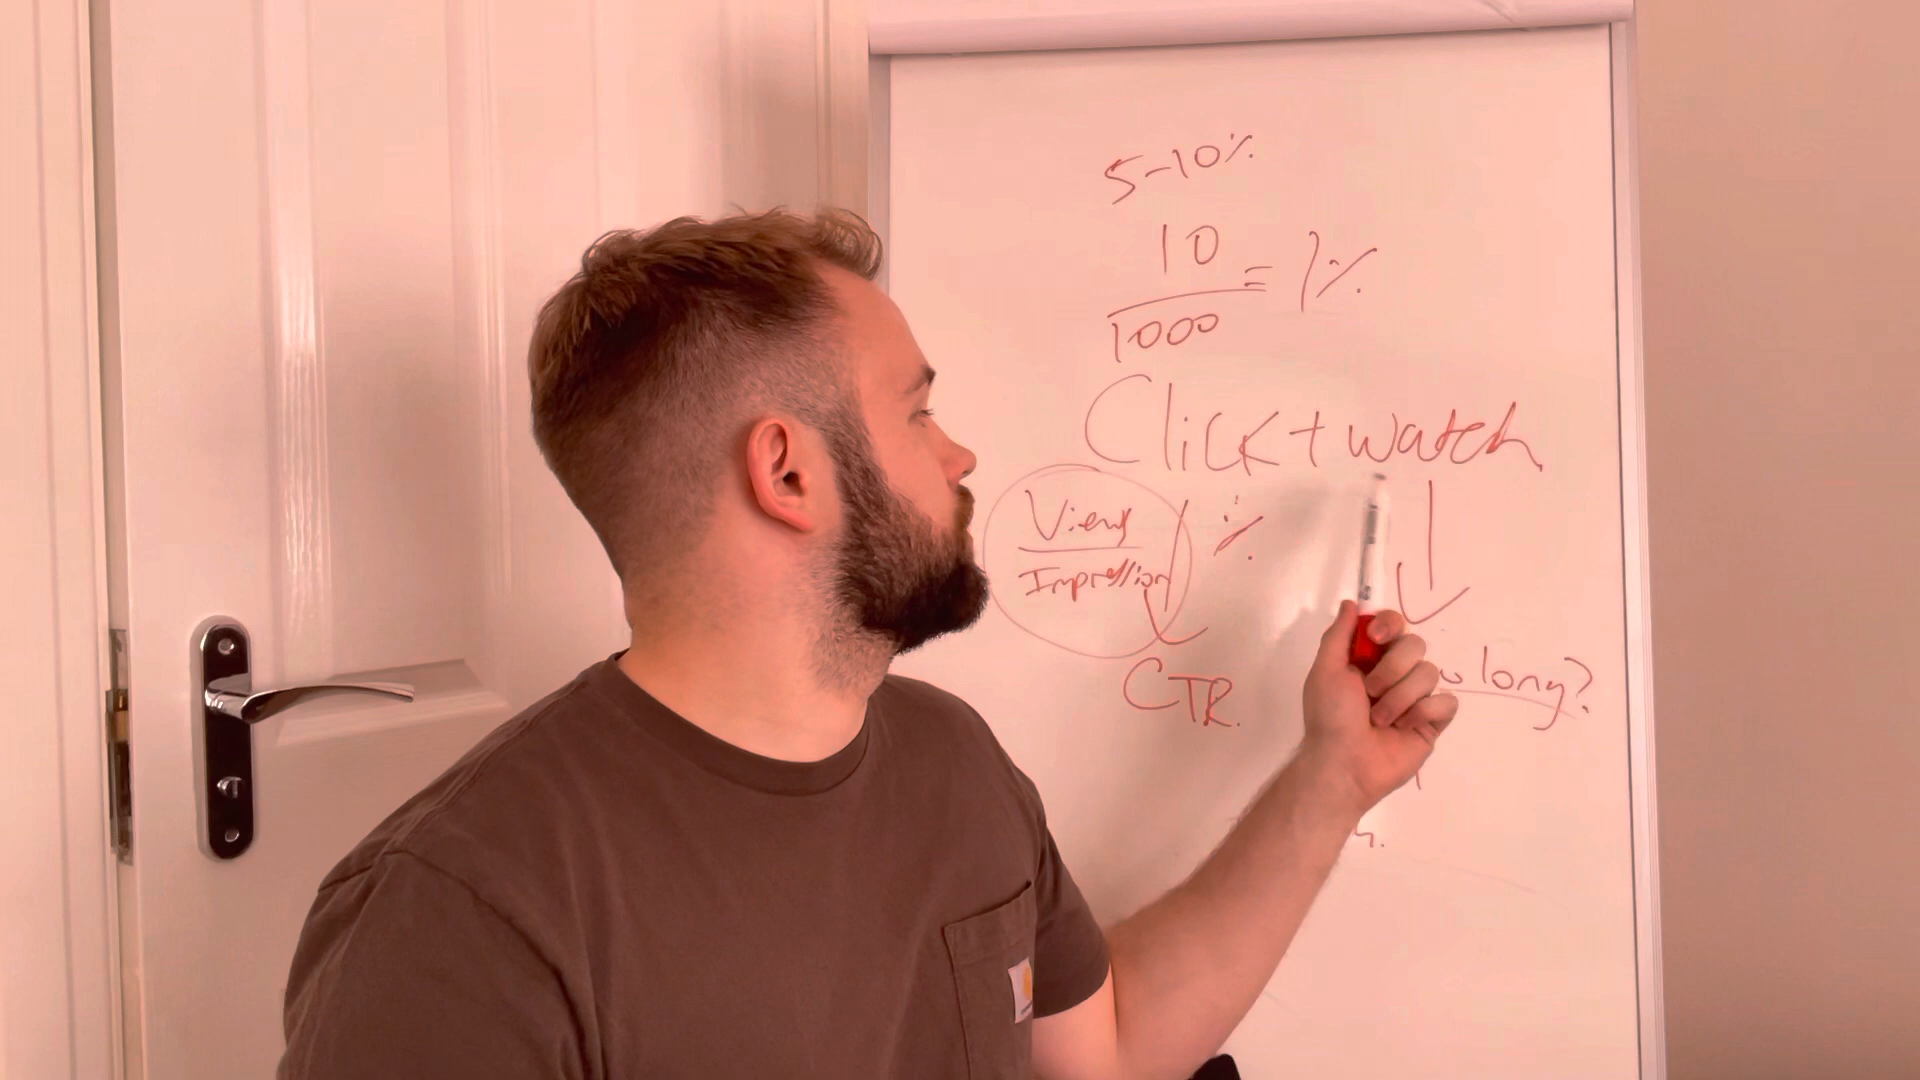 5-10%
10
= 1%
1000
Click + watch
Views
Impression
%
CTR.
long?